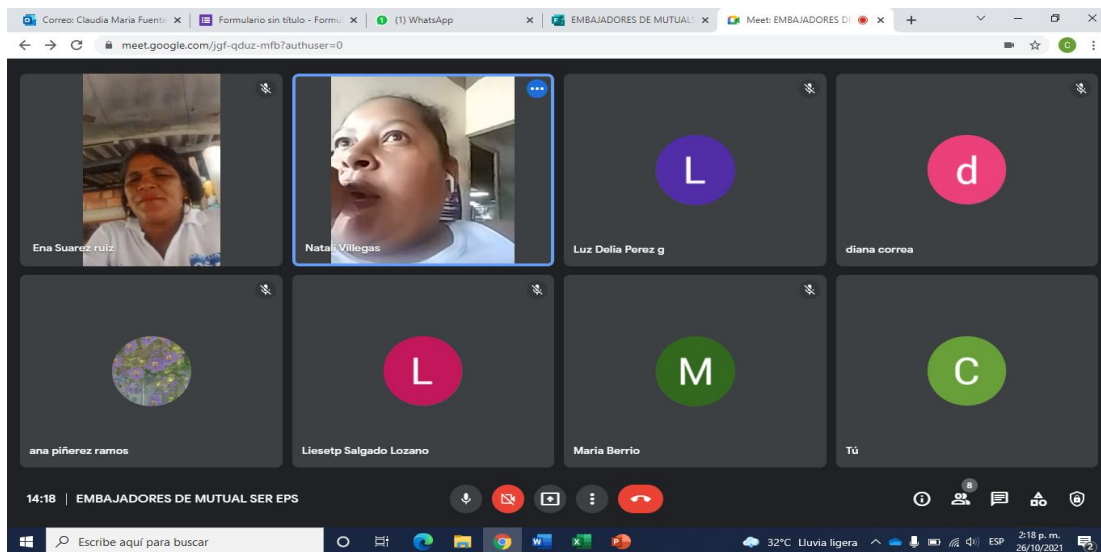 Correo: Claudia Maria Fuente
Formulario sin título - Formu
(1) WhatsApp
EMBAJADORES DE MUTUAL
Meet: EMBAJADORES D
meet.google.com/jgf-qduz-mfb?authuser=0
C
Ena Suarez ruiz
Natali Villegas
L
Luz Delia Perez g
d
diana correa
ana piñerez ramos
L
Liesetp Salgado Lozano
M
Maria Berrio
C
Tú
14:18 | EMBAJADORES DE MUTUAL SER EPS
8
Escribe aquí para buscar
32°C Lluvia ligera
ESP
2:18 p. m.
26/10/2021
2